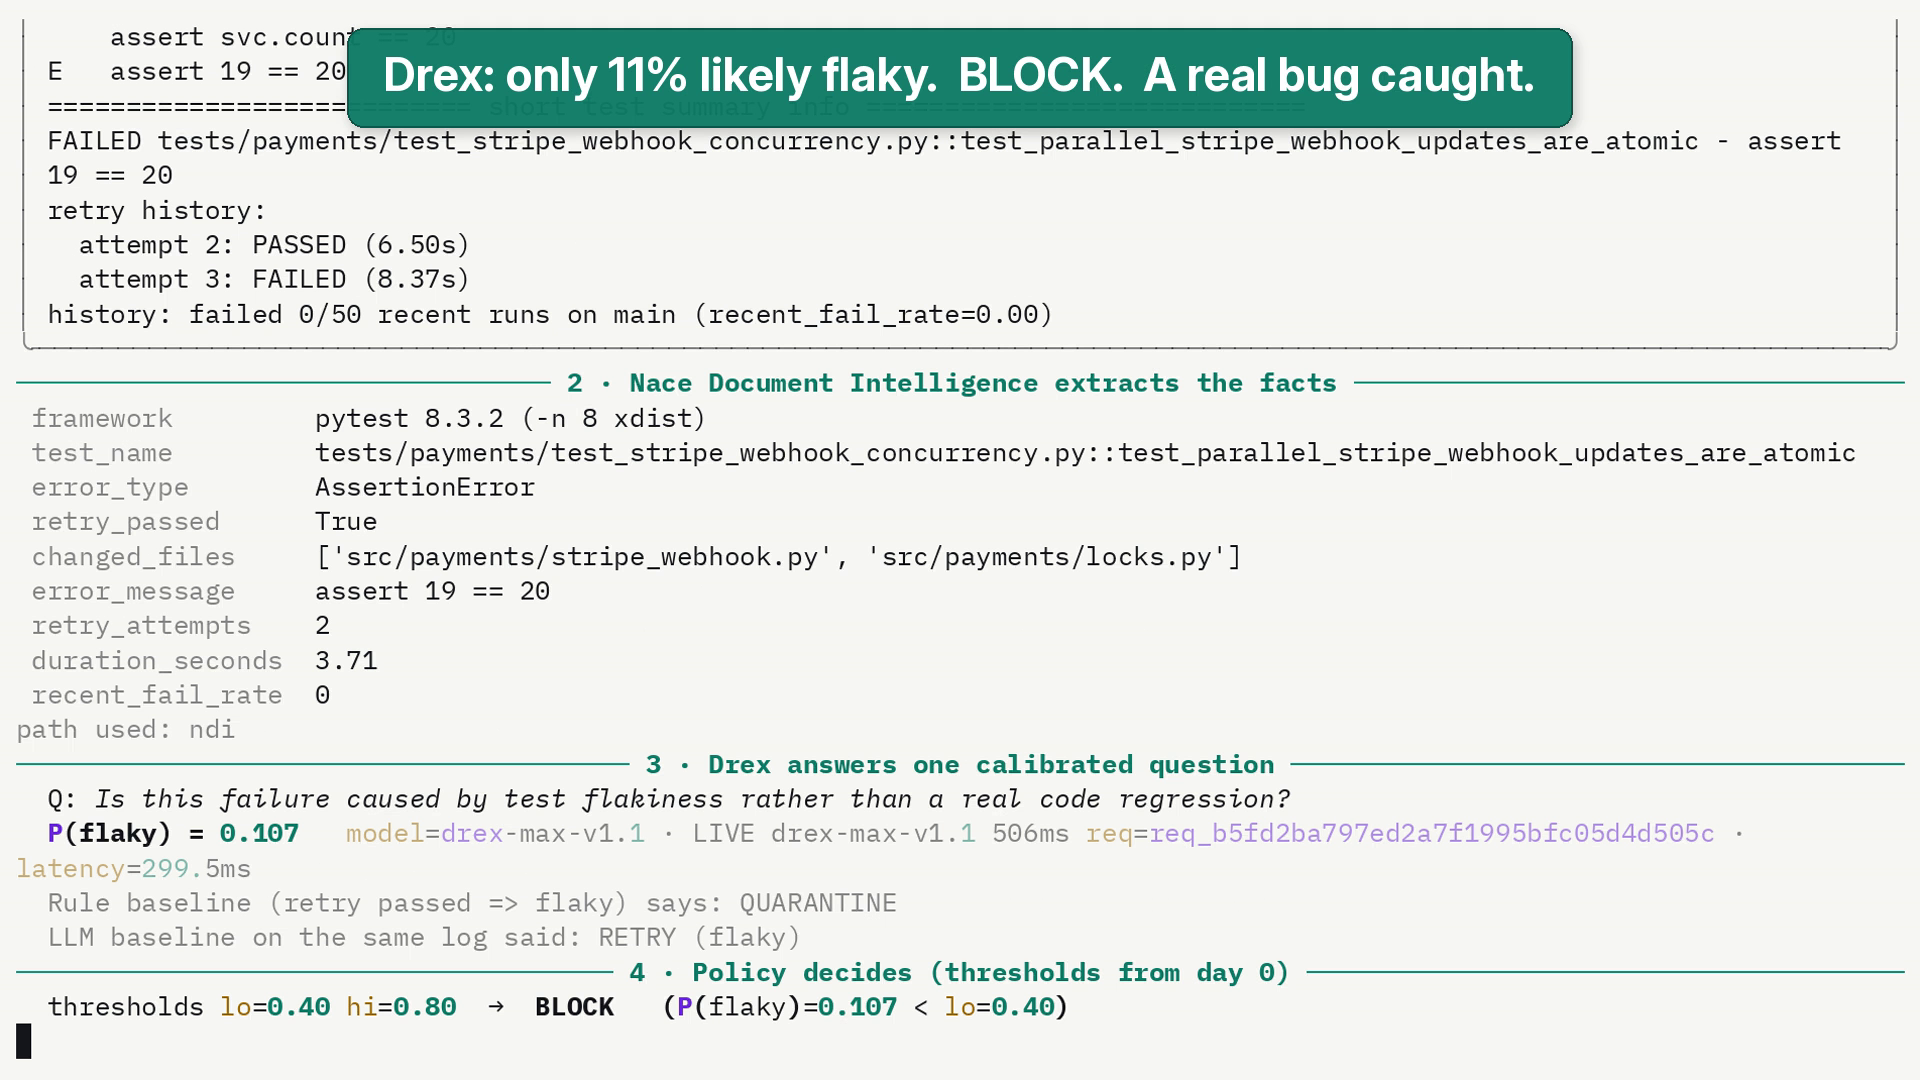 assert svc.count == 20
Drex: only 11% likely flaky. BLOCK. A real bug caught.
E   assert 19 == 20
=========================== short test summary info ============================
FAILED tests/payments/test_stripe_webhook_concurrency.py::test_parallel_stripe_webhook_updates_are_atomic - assert
19 == 20
retry history:
  attempt 2: PASSED (6.50s)
  attempt 3: FAILED (8.37s)
history: failed 0/50 recent runs on main (recent_fail_rate=0.00)
2 · Nace Document Intelligence extracts the facts
framework         pytest 8.3.2 (-n 8 xdist)
test_name         tests/payments/test_stripe_webhook_concurrency.py::test_parallel_stripe_webhook_updates_are_atomic
error_type        AssertionError
retry_passed      True
changed_files     ['src/payments/stripe_webhook.py', 'src/payments/locks.py']
error_message     assert 19 == 20
retry_attempts    2
duration_seconds  3.71
recent_fail_rate  0
path used: ndi
3 · Drex answers one calibrated question
Q: Is this failure caused by test flakiness rather than a real code regression?
P(flaky) = 0.107   model=drex-max-v1.1 · LIVE drex-max-v1.1 506ms req=req_b5fd2ba797ed2a7f1995bfc05d4d505c ·
latency=299.5ms
Rule baseline (retry passed => flaky) says: QUARANTINE
LLM baseline on the same log said: RETRY (flaky)
4 · Policy decides (thresholds from day 0)
thresholds lo=0.40 hi=0.80  →  BLOCK   (P(flaky)=0.107 < lo=0.40)